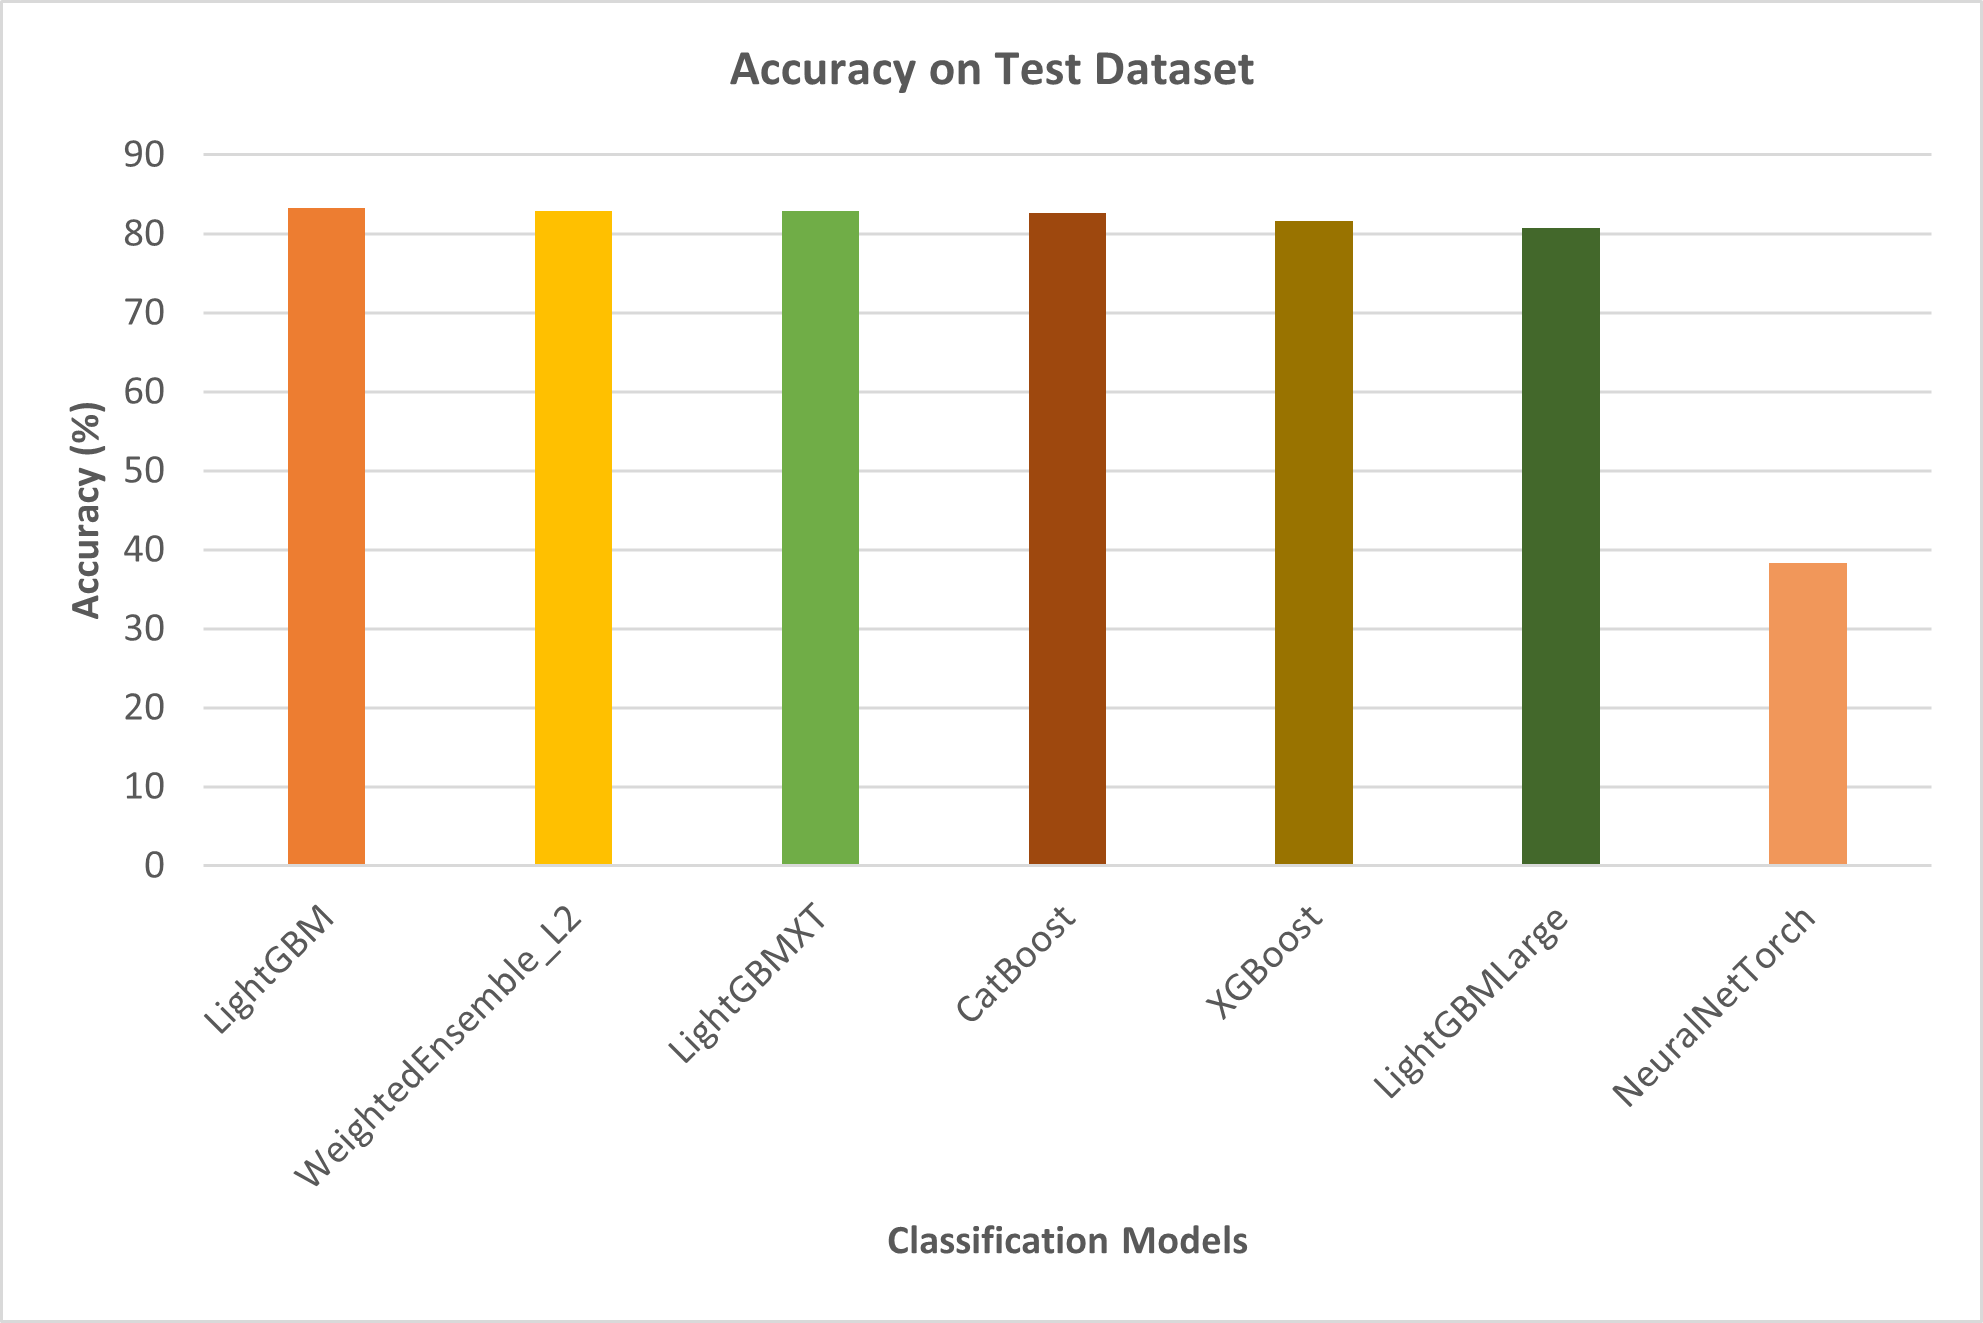 Accuracy on Test Dataset
90
80
70
60
50
40
30
20
10
0
Accuracy (%)
LightGBM
WeightedEnsemble_L2
LightGBMXT
CatBoost
XGBoost
LightGBMLarge
NeuralNetTorch
Classification Models